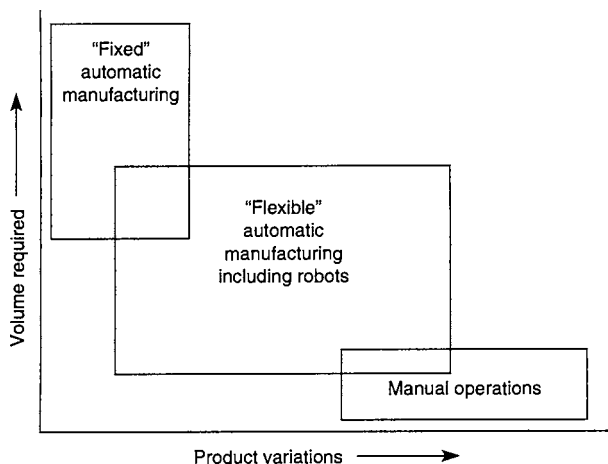 “Fixed”
automatic
manufacturing
“Flexible”
automatic
manufacturing
including robots
Manual operations
Volume required
Product variations